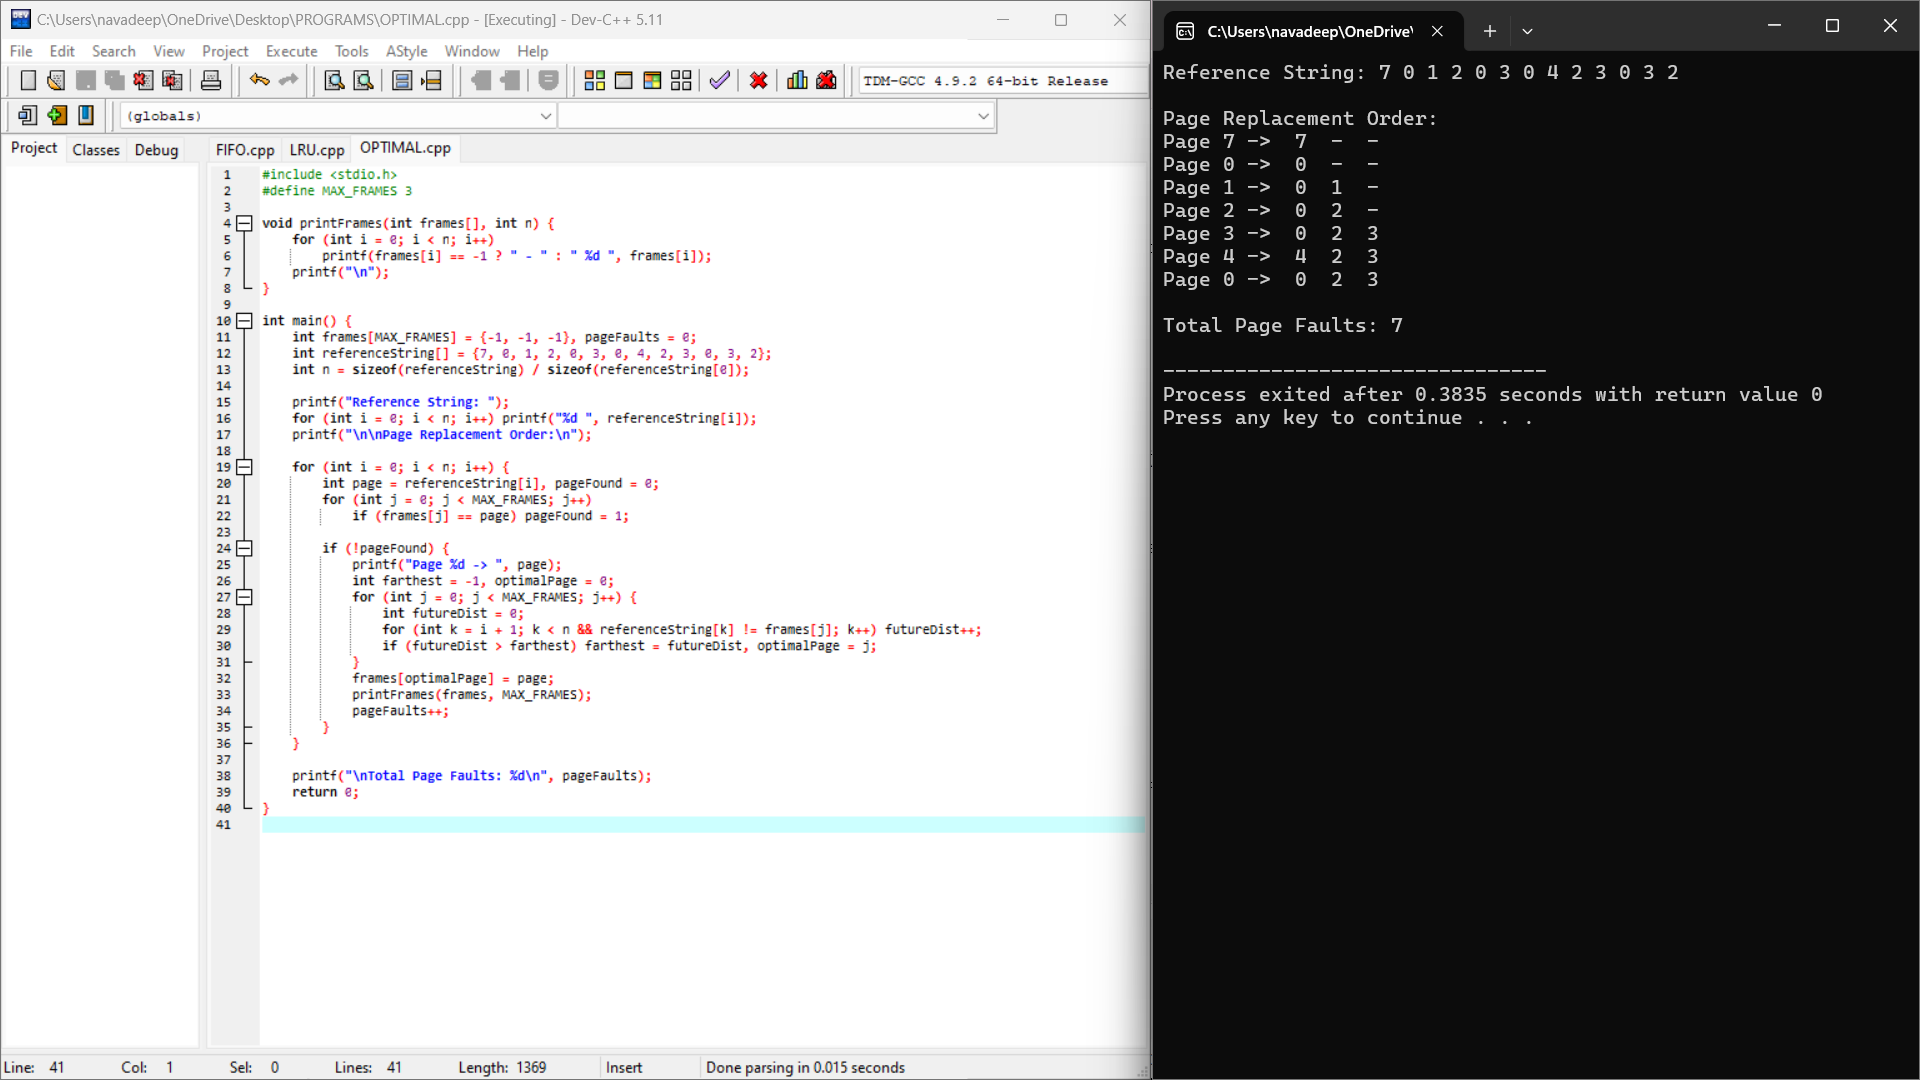 C:\Users\navadeep\OneDrive\Desktop\PROGRAMS\OPTIMAL.cpp - [Executing] - Dev-C++ 5.11
File Edit Search View Project Execute Tools AStyle Window Help
TDM-GCC 4.9.2 64-bit Release
(globals)
Project Classes Debug
FIFO.cpp LRU.cpp OPTIMAL.cpp
1 #include <stdio.h>
2 #define MAX_FRAMES 3
3
4 void printFrames(int frames[], int n) {
5 for (int i = 0; i < n; i++)
6 printf(frames[i] == -1 ? " - " : " %d ", frames[i]);
7 printf("\n");
8 }
9
10 int main() {
11 int frames[MAX_FRAMES] = {-1, -1, -1}, pageFaults = 0;
12 int referenceString[] = {7, 0, 1, 2, 0, 3, 0, 4, 2, 3, 0, 3, 2};
13 int n = sizeof(referenceString) / sizeof(referenceString[0]);
14
15 printf("Reference String: ");
16 for (int i = 0; i < n; i++) printf("%d ", referenceString[i]);
17 printf("\n\nPage Replacement Order:\n");
18
19 for (int i = 0; i < n; i++) {
20 int page = referenceString[i], pageFound = 0;
21 for (int j = 0; j < MAX_FRAMES; j++)
22 if (frames[j] == page) pageFound = 1;
23
24 if (!pageFound) {
25 printf("Page %d -> ", page);
26 int farthest = -1, optimalPage = 0;
27 for (int j = 0; j < MAX_FRAMES; j++) {
28 int futureDist = 0;
29 for (int k = i + 1; k < n && referenceString[k] != frames[j]; k++) futureDist++;
30 if (futureDist > farthest) farthest = futureDist, optimalPage = j;
31 }
32 frames[optimalPage] = page;
33 printFrames(frames, MAX_FRAMES);
34 pageFaults++;
35 }
36 }
37
38 printf("\nTotal Page Faults: %d\n", pageFaults);
39 return 0;
40 }
41
Line: 41 Col: 1 Sel: 0 Lines: 41 Length: 1369 Insert Done parsing in 0.015 seconds
C:\Users\navadeep\OneDrive\
Reference String: 7 0 1 2 0 3 0 4 2 3 0 3 2
Page Replacement Order:
Page 7 -> 7 - -
Page 0 -> 0 - -
Page 1 -> 0 1 -
Page 2 -> 0 2 -
Page 3 -> 0 2 3
Page 4 -> 4 2 3
Page 0 -> 0 2 3
Total Page Faults: 7
--------------------------------
Process exited after 0.3835 seconds with return value 0
Press any key to continue . . .